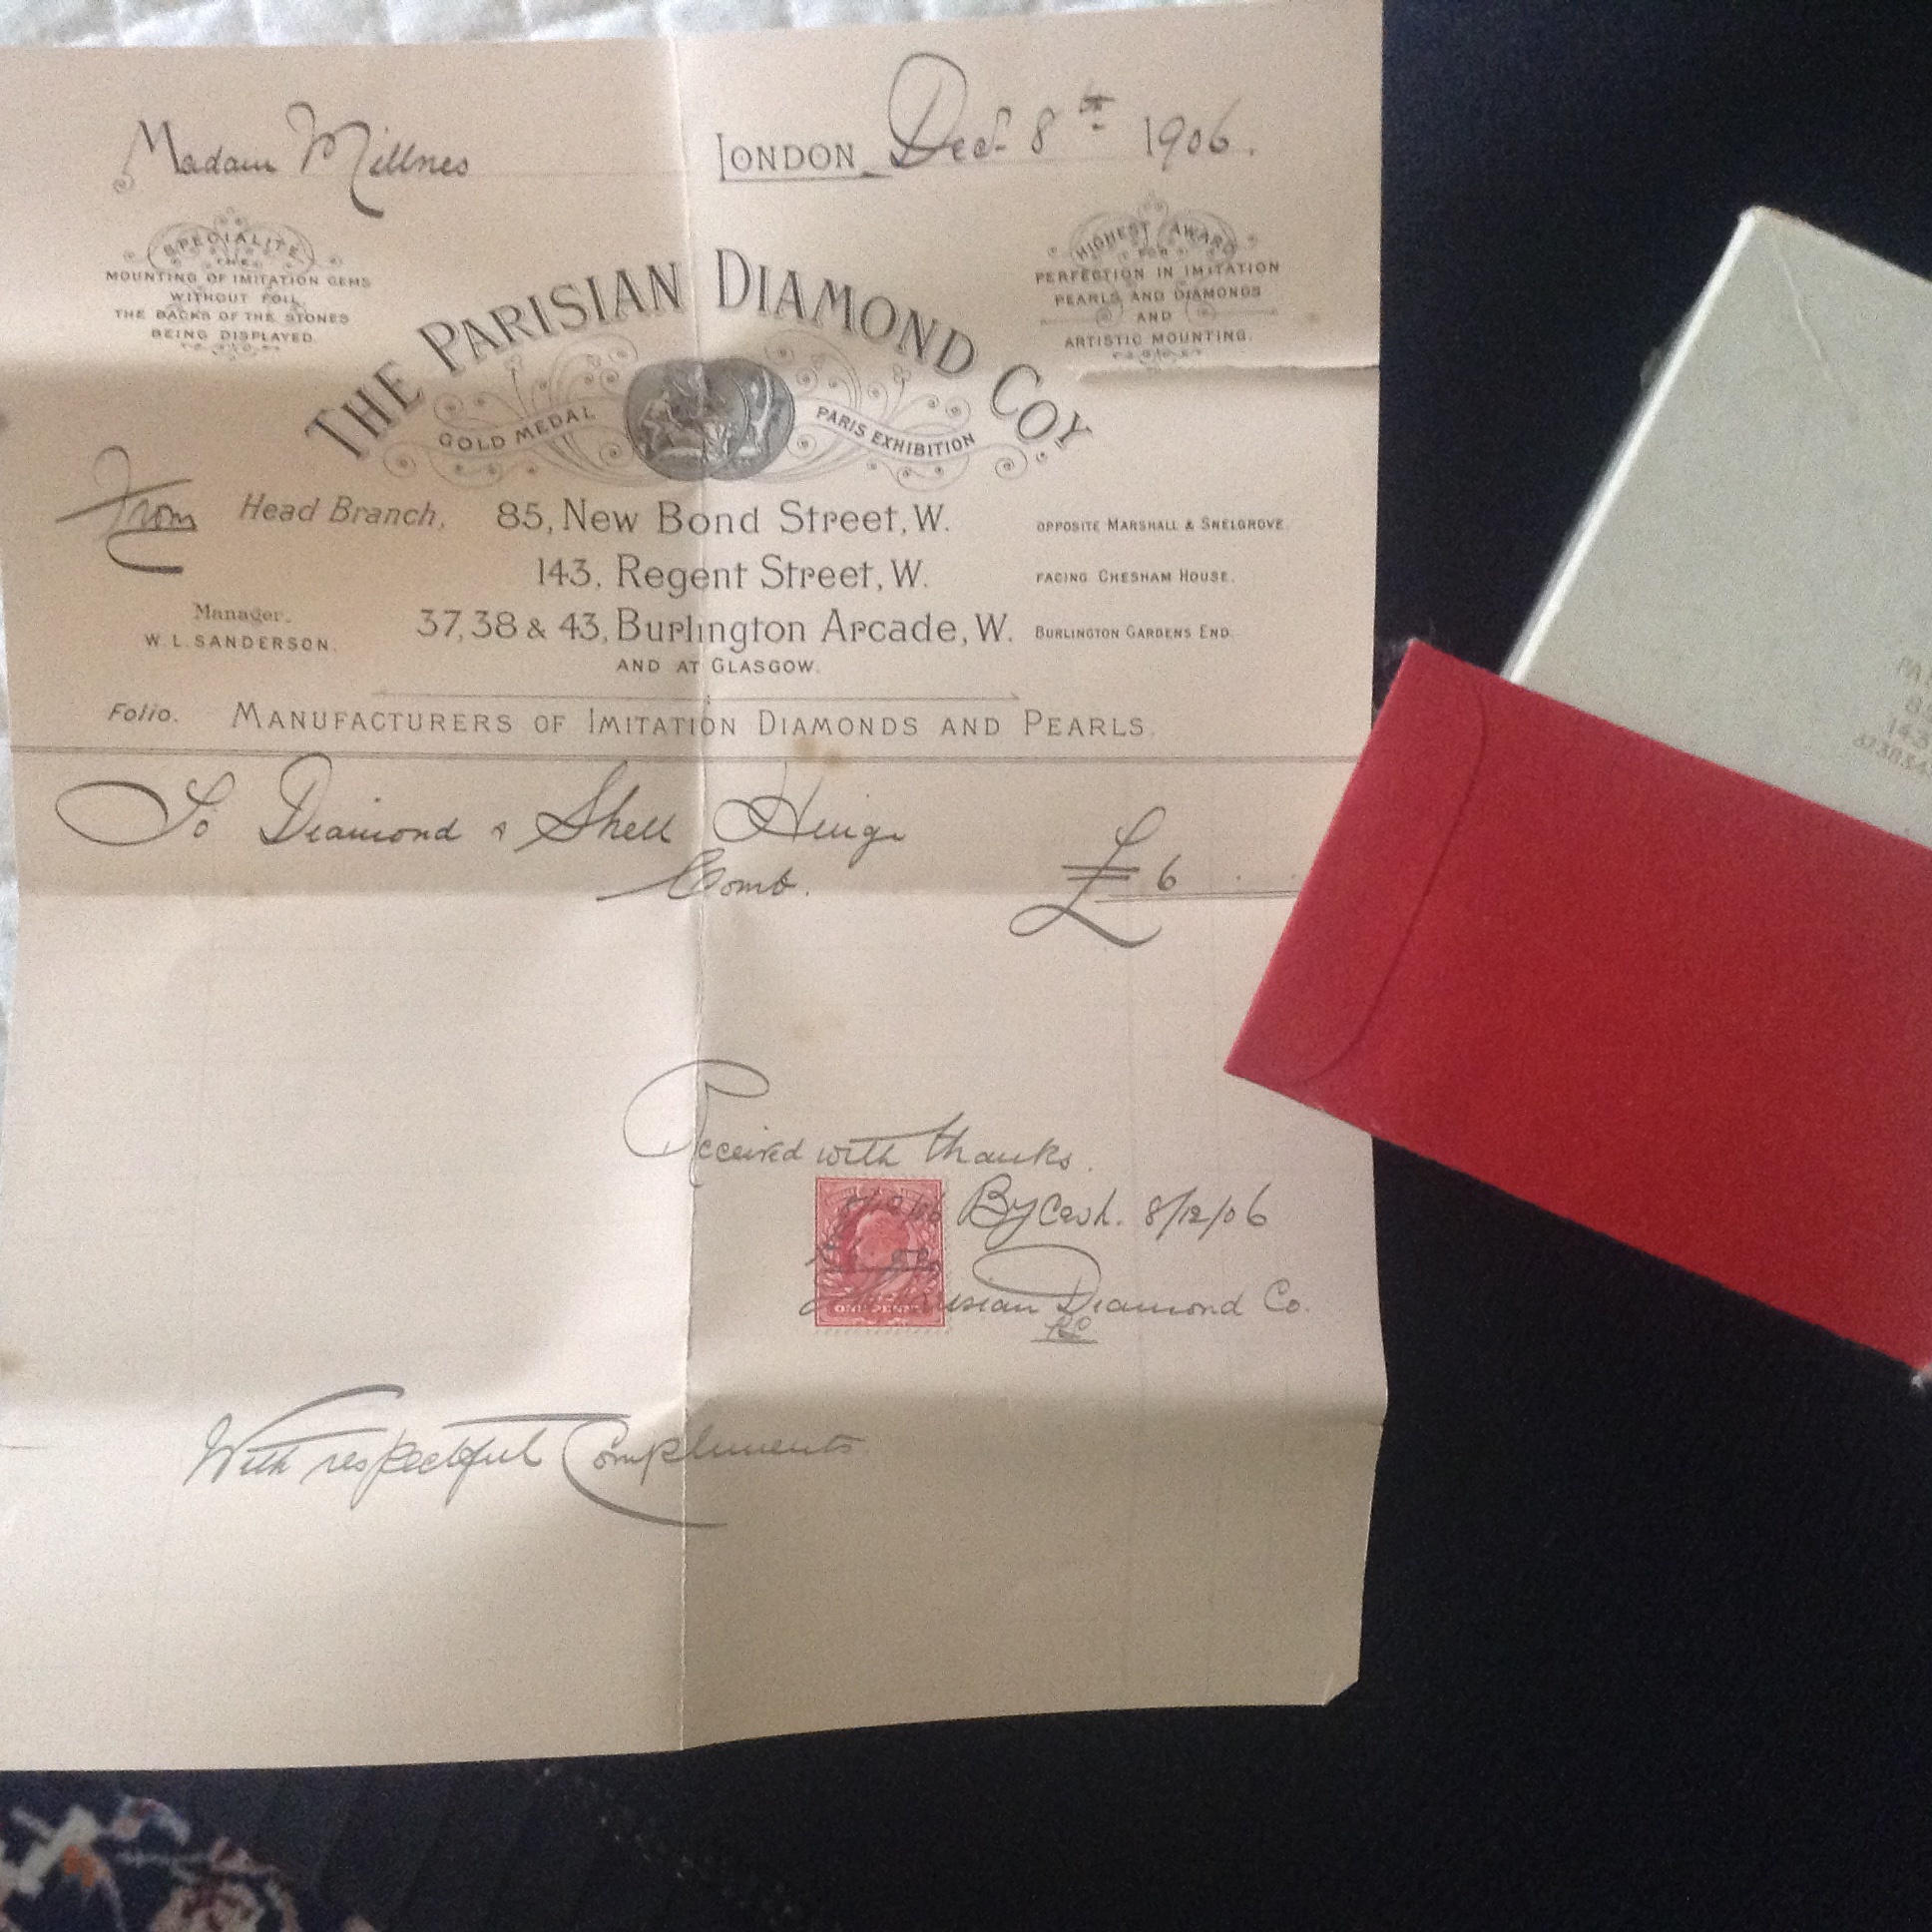 Madam Millnes
LONDON Dec. 8th 1906.
SPECIALITÉ
THE
MOUNTING OF IMITATION GEMS
WITHOUT FOIL,
THE BACKS OF THE STONES
BEING DISPLAYED.
HIGHEST AWARD
FOR
PERFECTION IN IMITATION
PEARLS AND DIAMONDS
AND
ARTISTIC MOUNTING.
THE PARISIAN DIAMOND COY
GOLD MEDAL PARIS EXHIBITION
From Head Branch, 85, New Bond Street, W. OPPOSITE MARSHALL & SNELGROVE.
143, Regent Street, W. FACING CHESHAM HOUSE.
Manager.
W. L. SANDERSON.
37, 38 & 43, Burlington Arcade, W. BURLINGTON GARDENS END.
AND AT GLASGOW.
Folio. MANUFACTURERS OF IMITATION DIAMONDS AND PEARLS.
To Diamond & Shell Hinge
Comb. £6
Received with thanks.
8/12/06 By Cash. 8/12/06
Parisian Diamond Co.
ONE PENNY
With respectful Compliments
143